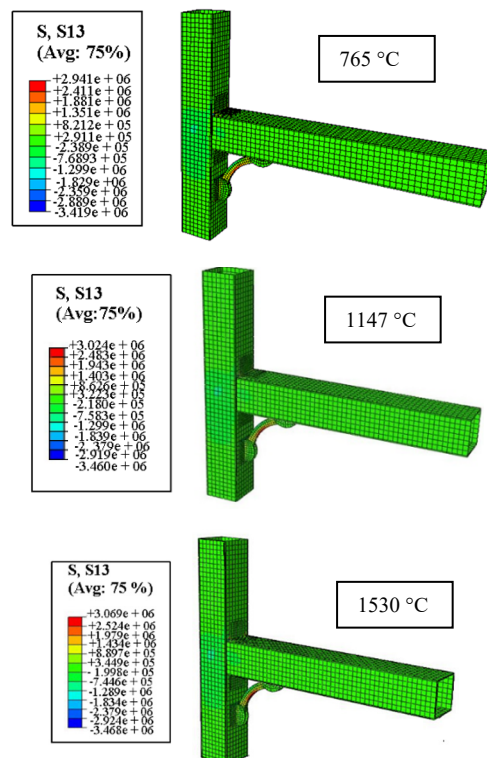 S, S13
(Avg: 75%)
765 °C
+2.941e + 06
+2.411e + 06
+1.881e + 06
+1.351e + 06
+8.212e + 05
+2.911e + 05
-2.389e + 05
-7.6893 + 05
-1.299e + 06
-1.829e + 06
-2.359e + 06
-2.889e + 06
-3.419e + 06
S, S13
(Avg:75%)
1147 °C
+3.024e + 06
+2.483e + 06
+1.943e + 06
+1.403e + 06
+8.626e + 05
+3.223e + 05
-2.180e + 05
-7.583e + 05
-1.299e + 06
-1.839e + 06
-2. 379e + 06
-2.919e + 06
-3.460e + 06
S, S13
(Avg: 75 %)
1530 °C
+3.069e + 06
+2.524e + 06
+1.979e + 06
+1.434e + 06
+8.897e + 05
+3.449e + 05
-1.998e + 05
-7.446e + 05
-1.289e + 06
-1.834e + 06
-2.379e + 06
-2.924e + 06
-3.468e + 06